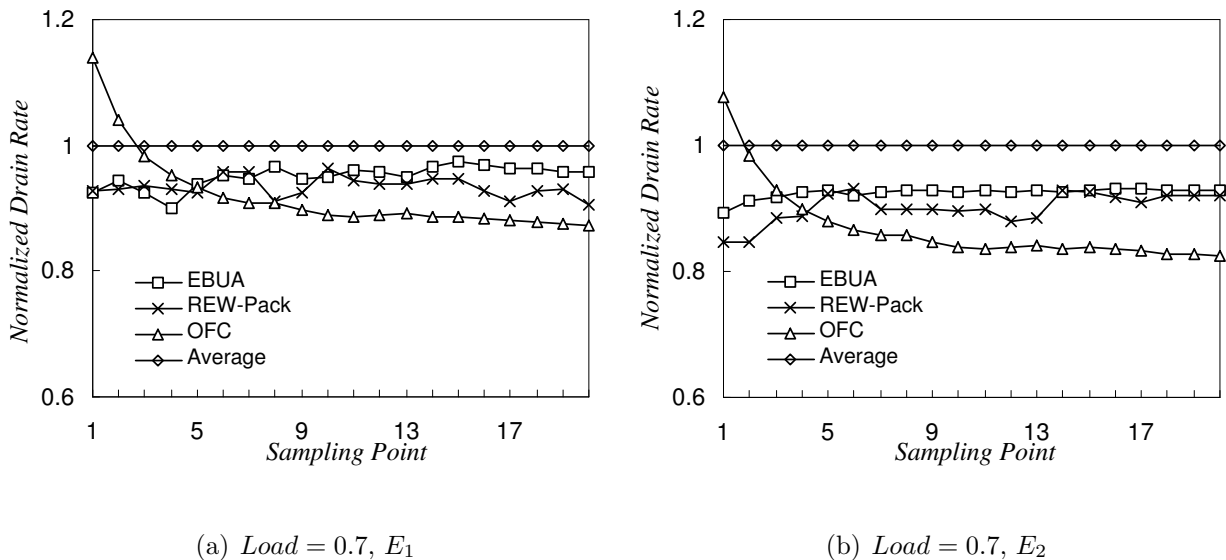 1.2
1
0.8
0.6
Normalized Drain Rate
EBUA
REW-Pack
OFC
Average
1 5 9 13 17
Sampling Point
(a) Load = 0.7, E1
1.2
1
0.8
0.6
Normalized Drain Rate
EBUA
REW-Pack
OFC
Average
1 5 9 13 17
Sampling Point
(b) Load = 0.7, E2